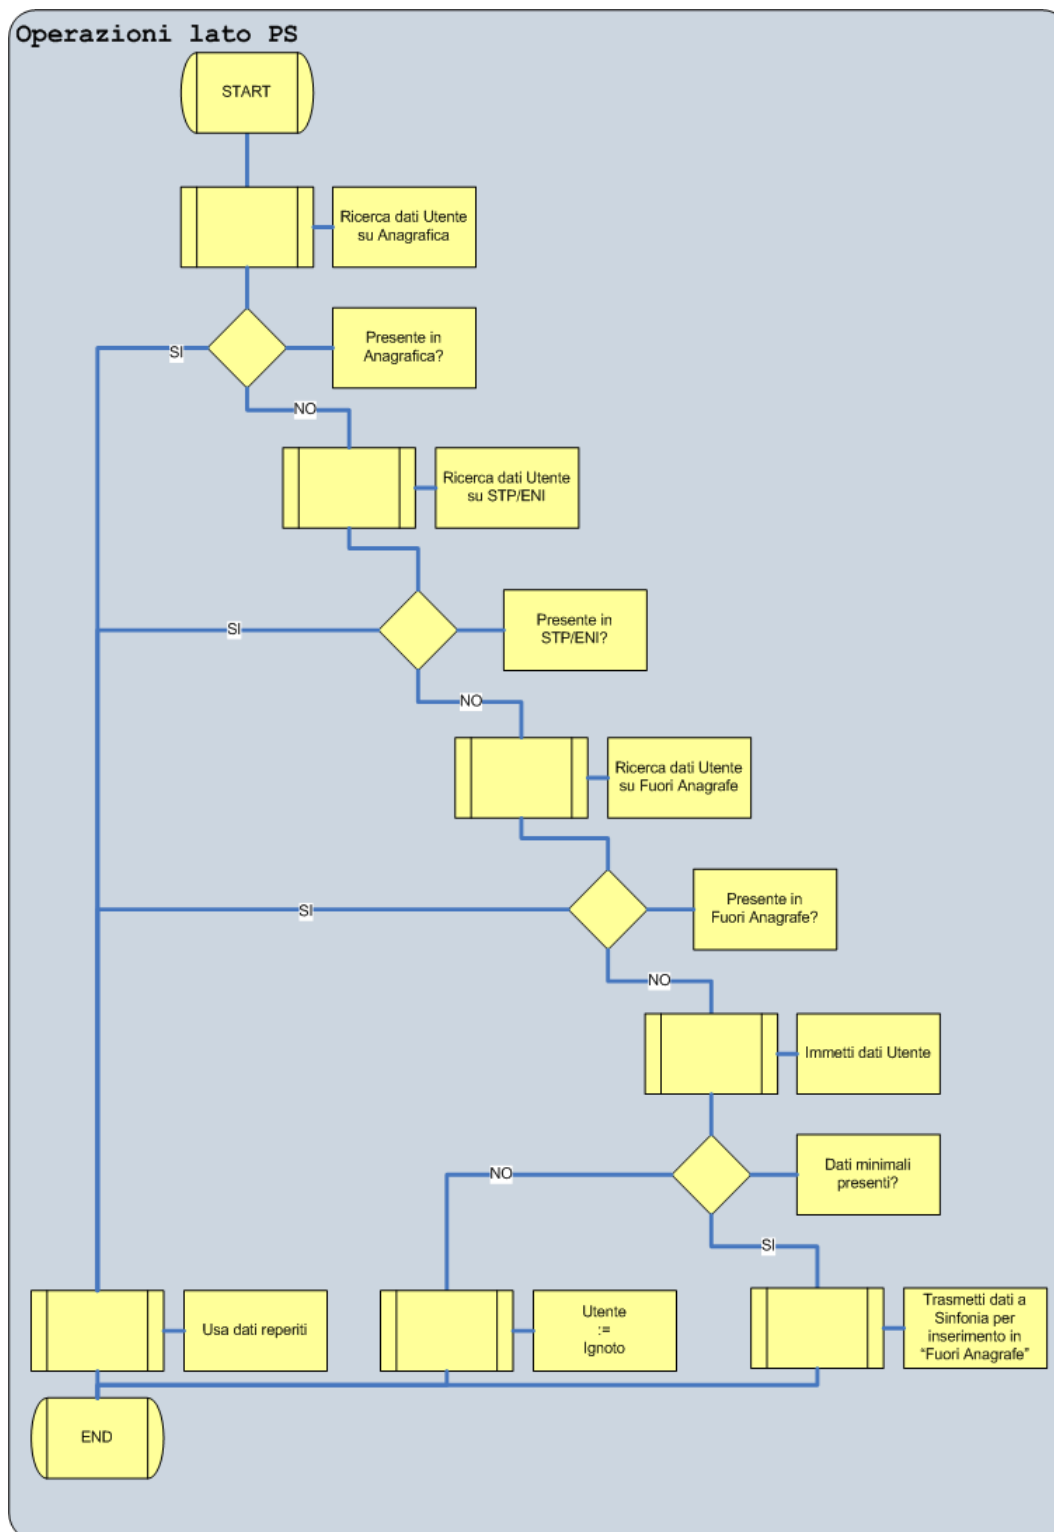 Operazioni lato PS
START
Ricerca dati Utente
su Anagrafica
Presente in
Anagrafica?
SI
NO
Ricerca dati Utente
su STP/ENI
Presente in
STP/ENI?
SI
NO
Ricerca dati Utente
su Fuori Anagrafe
Presente in
Fuori Anagrafe?
SI
NO
Immetti dati Utente
Dati minimali
presenti?
NO
SI
Usa dati reperiti
Utente
:=
Ignoto
Trasmetti dati a
Sinfonia per
inserimento in
“Fuori Anagrafe”
END